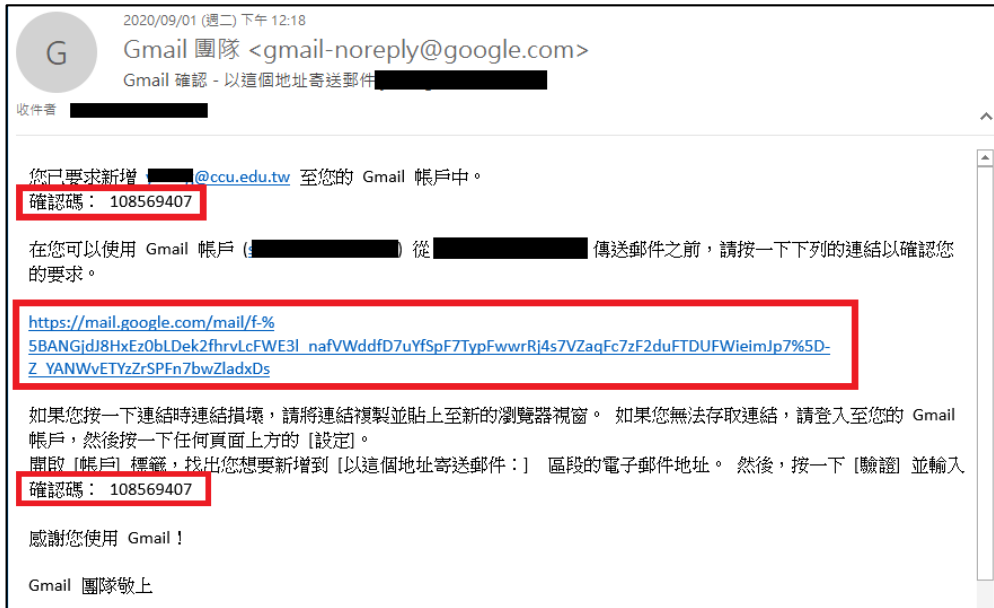 2020/09/01 (週二) 下午 12:18
G
Gmail 團隊 <gmail-noreply@google.com>
Gmail 確認 - 以這個地址寄送郵件
收件者
您已要求新增 @ccu.edu.tw 至您的 Gmail 帳戶中。
確認碼： 108569407
在您可以使用 Gmail 帳戶 ( ) 從 傳送郵件之前，請按一下下列的連結以確認您
的要求。
https://mail.google.com/mail/f-%
5BANGjdJ8HxEz0bLDek2fhrvLcFWE3l_nafVWddfD7uYfSpF7TypFwwrRj4s7VZaqFc7zF2duFTDUFWieimJp7%5D-
Z_YANWvETYzZrSPFn7bwZladxDs
如果您按一下連結時連結損壞，請將連結複製並貼上至新的瀏覽器視窗。 如果您無法存取連結，請登入至您的 Gmail
帳戶，然後按一下任何頁面上方的 [設定]。
開啟 [帳戶] 標籤，找出您想要新增到 [以這個地址寄送郵件：] 區段的電子郵件地址。 然後，按一下 [驗證] 並輸入
確認碼： 108569407
感謝您使用 Gmail！
Gmail 團隊敬上